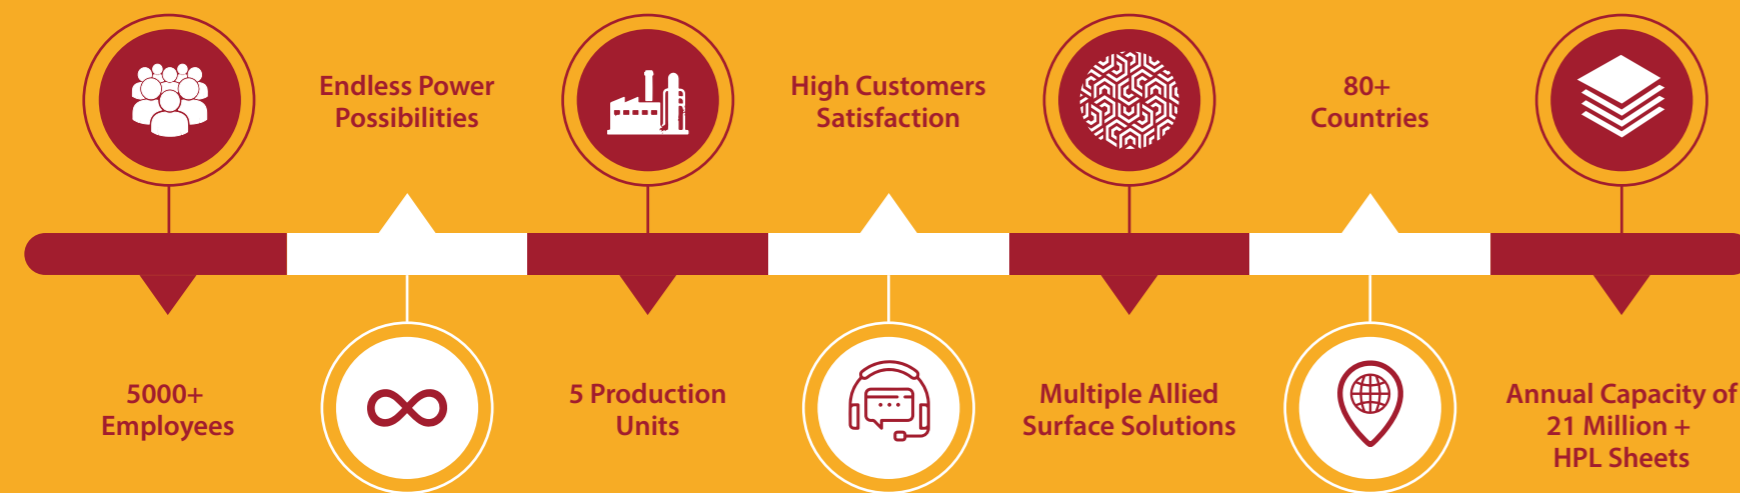 Endless Power
Possibilities
High Customers
Satisfaction
80+
Countries
5000+
Employees
5 Production
Units
Multiple Allied
Surface Solutions
Annual Capacity of
21 Million +
HPL Sheets